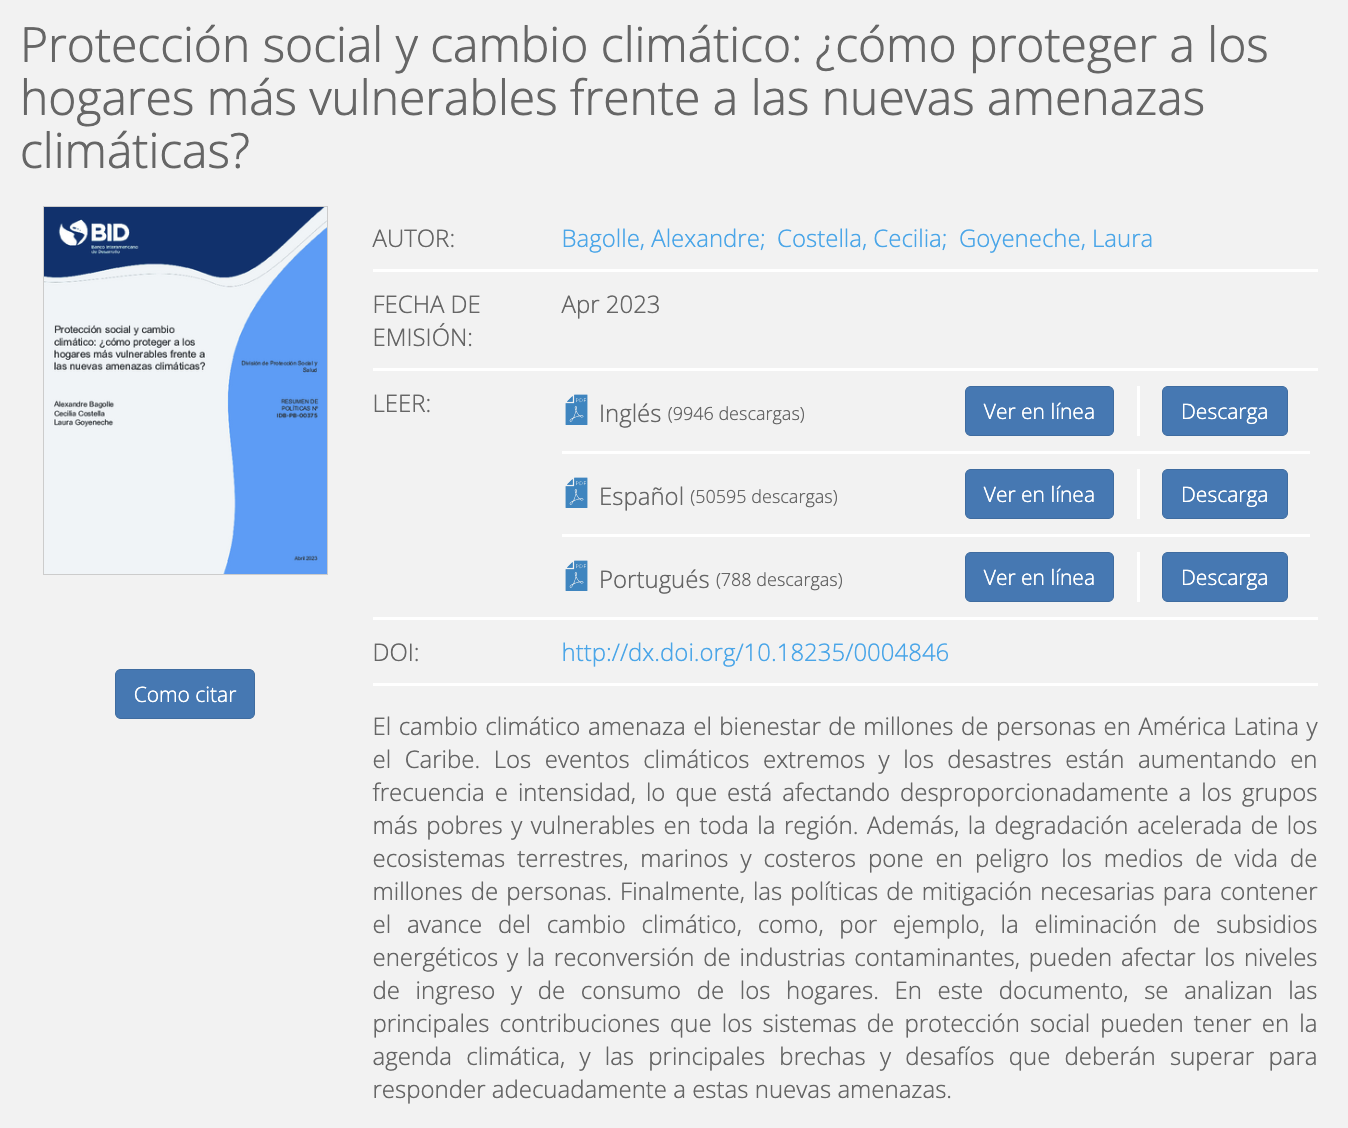 Protección social y cambio climático: ¿cómo proteger a los
hogares más vulnerables frente a las nuevas amenazas
climáticas?
BID
Banco Interamericano
de Desarrollo
Protección social y cambio
climático: ¿cómo proteger a los
hogares más vulnerables frente a
las nuevas amenazas climáticas?
División de Protección Social y
Salud
Alexandre Bagolle
Cecilia Costella
Laura Goyeneche
RESUMEN DE
POLÍTICAS Nº
IDB-PB-00375
Abril 2023
Como citar
AUTOR:
Bagolle, Alexandre; Costella, Cecilia; Goyeneche, Laura
FECHA DE
EMISIÓN:
Apr 2023
LEER:
PDF Inglés (9946 descargas) Ver en línea Descarga
PDF Español (50595 descargas) Ver en línea Descarga
PDF Portugués (788 descargas) Ver en línea Descarga
DOI:
http://dx.doi.org/10.18235/0004846
El cambio climático amenaza el bienestar de millones de personas en América Latina y
el Caribe. Los eventos climáticos extremos y los desastres están aumentando en
frecuencia e intensidad, lo que está afectando desproporcionadamente a los grupos
más pobres y vulnerables en toda la región. Además, la degradación acelerada de los
ecosistemas terrestres, marinos y costeros pone en peligro los medios de vida de
millones de personas. Finalmente, las políticas de mitigación necesarias para contener
el avance del cambio climático, como, por ejemplo, la eliminación de subsidios
energéticos y la reconversión de industrias contaminantes, pueden afectar los niveles
de ingreso y de consumo de los hogares. En este documento, se analizan las
principales contribuciones que los sistemas de protección social pueden tener en la
agenda climática, y las principales brechas y desafíos que deberán superar para
responder adecuadamente a estas nuevas amenazas.